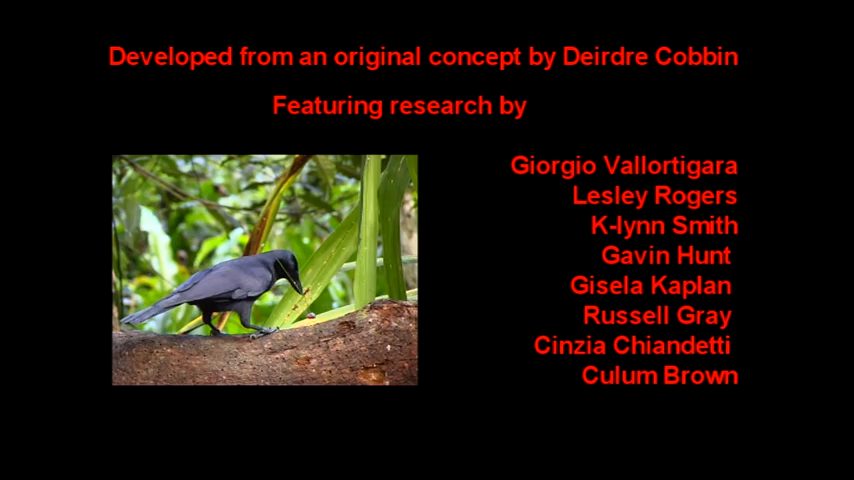 Developed from an original concept by Deirdre Cobbin
Featuring research by
Giorgio Vallortigara
Lesley Rogers
K-lynn Smith
Gavin Hunt
Gisela Kaplan
Russell Gray
Cinzia Chiandetti
Culum Brown